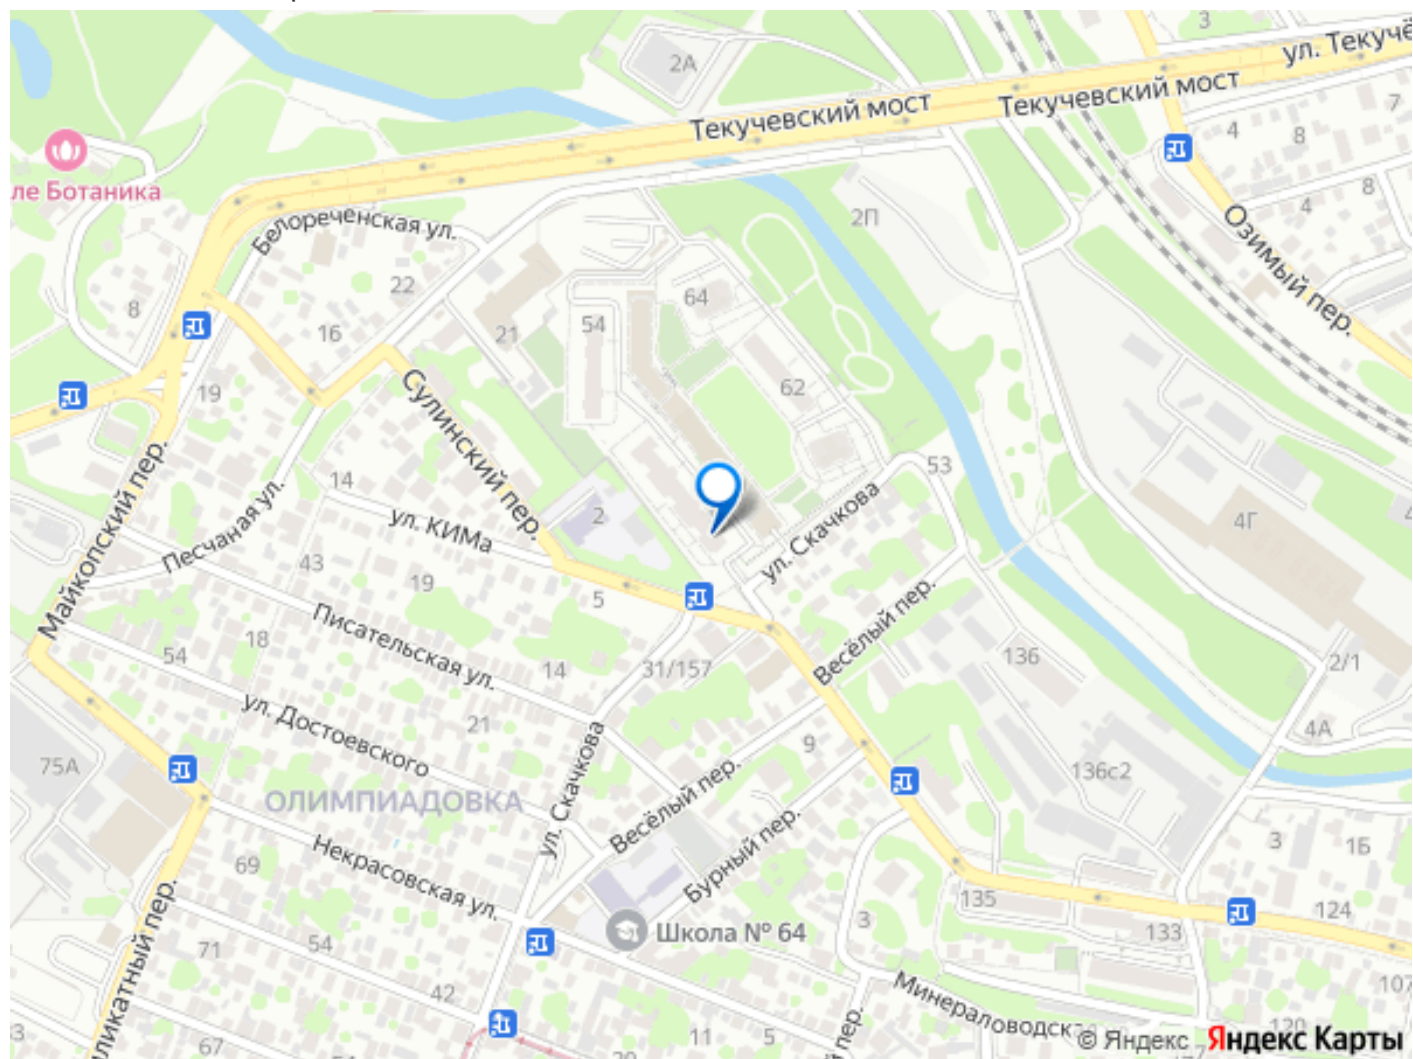 3
ул. Текучё
2А
Текучевский мост
Текучевский мост
7
4
8
ле Ботаника
8
4
2П
Белореченская ул.
Озимый пер.
22
64
8
16
21
54
62
19
Сулинский пер.
53
14
Майкопский пер.
Песчаная ул.
ул. КИМа
2
ул. Скачкова
4Г
43
19
5
Весёлый пер.
Писательская ул.
18
54
14
31/157
136
2/1
ул. Достоевского
21
9
4А
75А
ул. Скачкова
Весёлый пер.
136с2
ОЛИМПИАДОВКА
Бурный пер.
3
1Б
Некрасовская ул.
69
135
124
Школа № 64
3
133
71
54
ликатный пер.
42
Минераловодск
107
11
5
пер.
120
3
67
20
© Яндекс Яндекс Карты